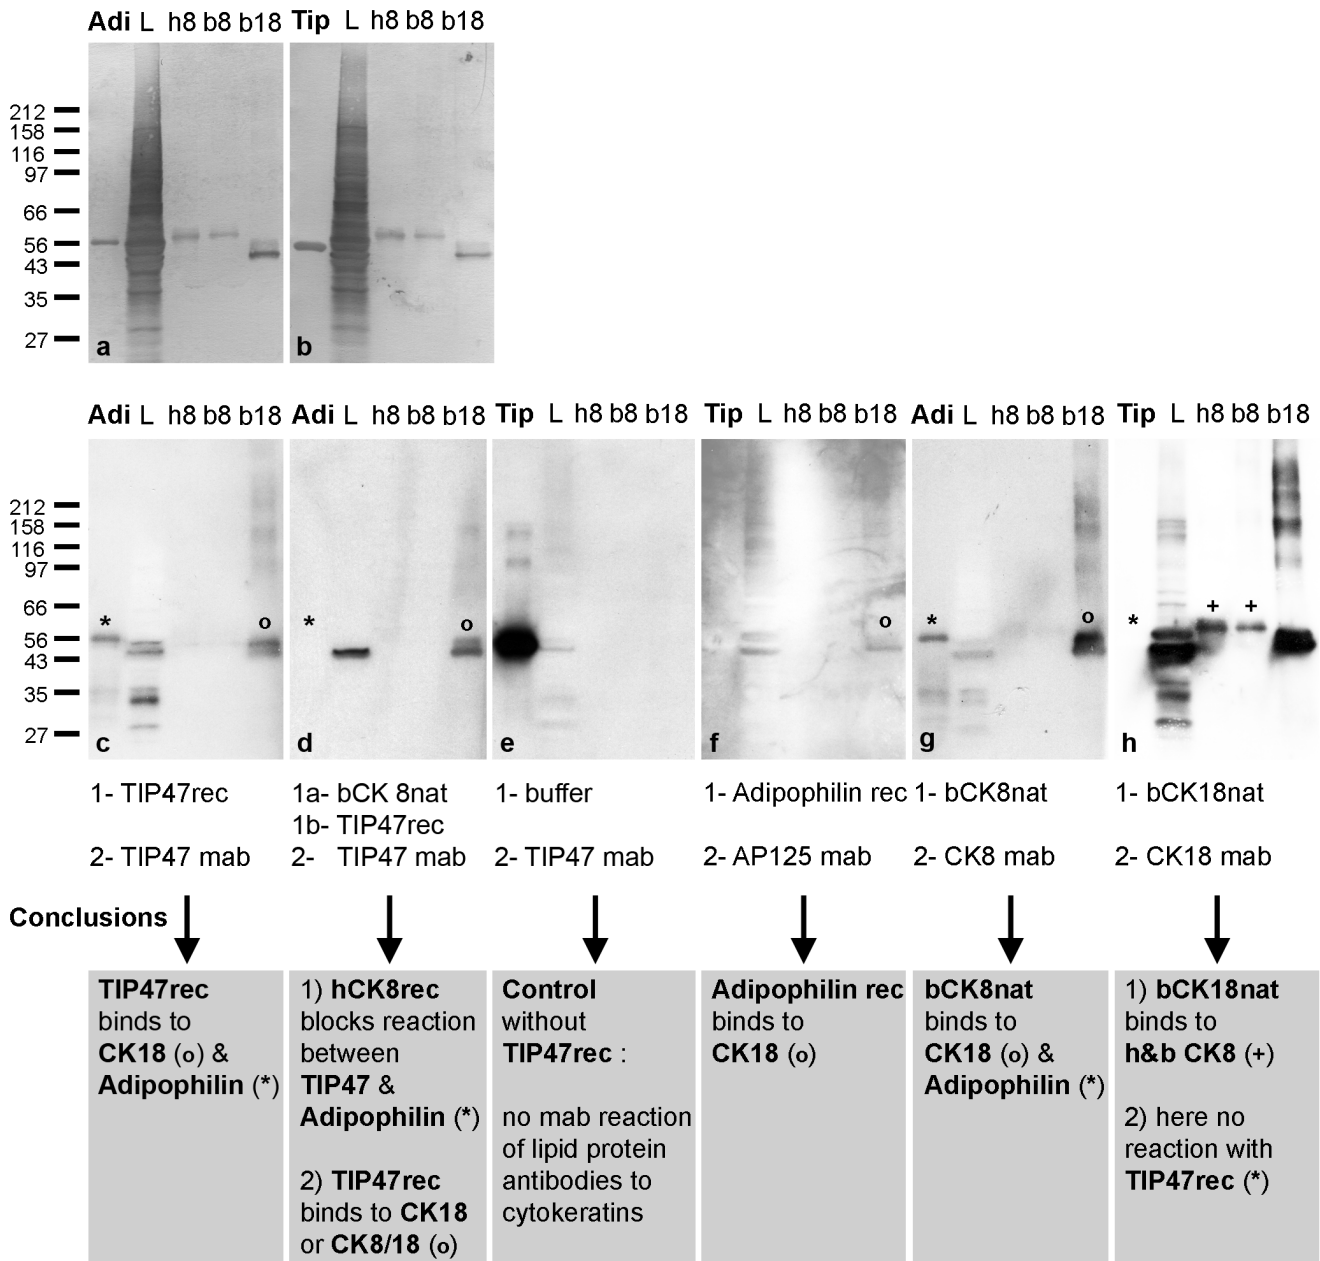 Adi L h8 b8 b18 Tip L h8 b8 b18
212
158
116
97
66
56
43
35
27
a b
Adi L h8 b8 b18 Adi L h8 b8 b18 Tip L h8 b8 b18 Tip L h8 b8 b18 Adi L h8 b8 b18 Tip L h8 b8 b18
212
158
116
97
66
56
43
35
27
* o * o o * o * + +
c d e f g h
1- TIP47rec
2- TIP47 mab
1a- bCK 8nat
1b- TIP47rec
2- TIP47 mab
1- buffer
2- TIP47 mab
1- Adipophilin rec
2- AP125 mab
1- bCK8nat
2- CK8 mab
1- bCK18nat
2- CK18 mab
Conclusions
TIP47rec
binds to
CK18 (o) &
Adipophilin (*)
1) hCK8rec
blocks reaction
between
TIP47 &
Adipophilin (*)
2) TIP47rec
binds to CK18
or CK8/18 (o)
Control
without
TIP47rec :
no mab reaction
of lipid protein
antibodies to
cytokeratins
Adipophilin rec
binds to
CK18 (o)
bCK8nat
binds to
CK18 (o) &
Adipophilin (*)
1) bCK18nat
binds to
h&b CK8 (+)
2) here no
reaction with
TIP47rec (*)